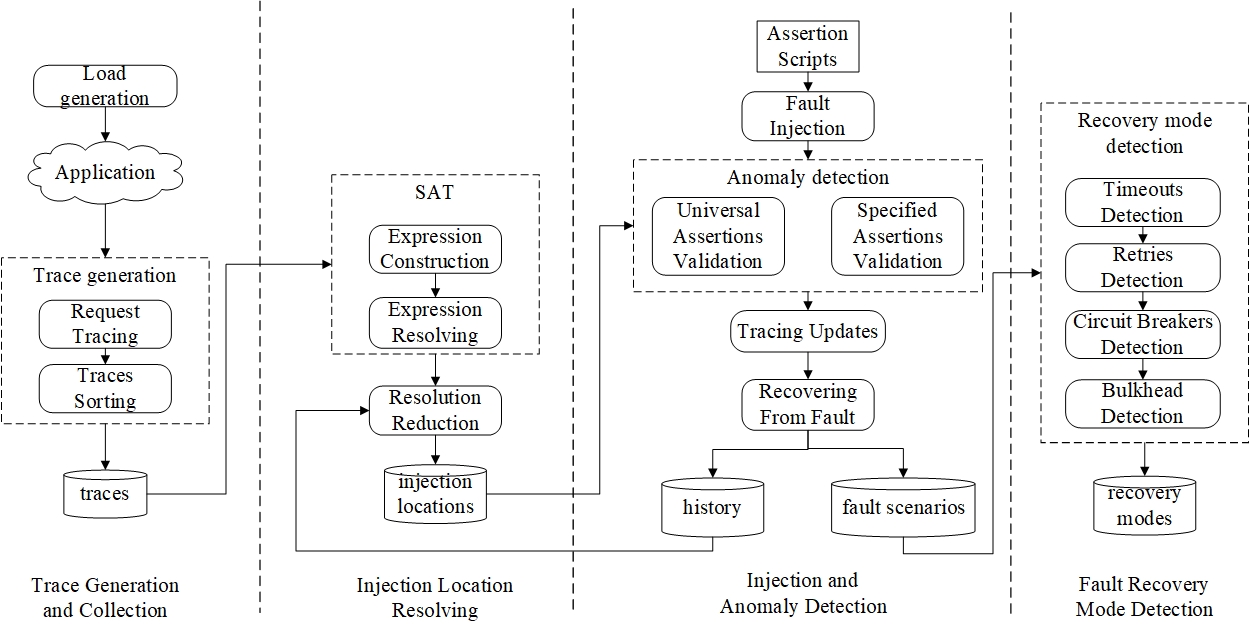 Load
generation
Application
Trace generation
Request
Tracing
Traces
Sorting
traces
Trace Generation
and Collection
SAT
Expression
Construction
Expression
Resolving
Resolution
Reduction
injection
locations
Injection Location
Resolving
Assertion
Scripts
Fault
Injection
Anomaly detection
Universal
Assertions
Validation
Specified
Assertions
Validation
Tracing Updates
Recovering
From Fault
history
fault scenarios
Injection and
Anomaly Detection
Recovery mode
detection
Timeouts
Detection
Retries
Detection
Circuit Breakers
Detection
Bulkhead
Detection
recovery
modes
Fault Recovery
Mode Detection